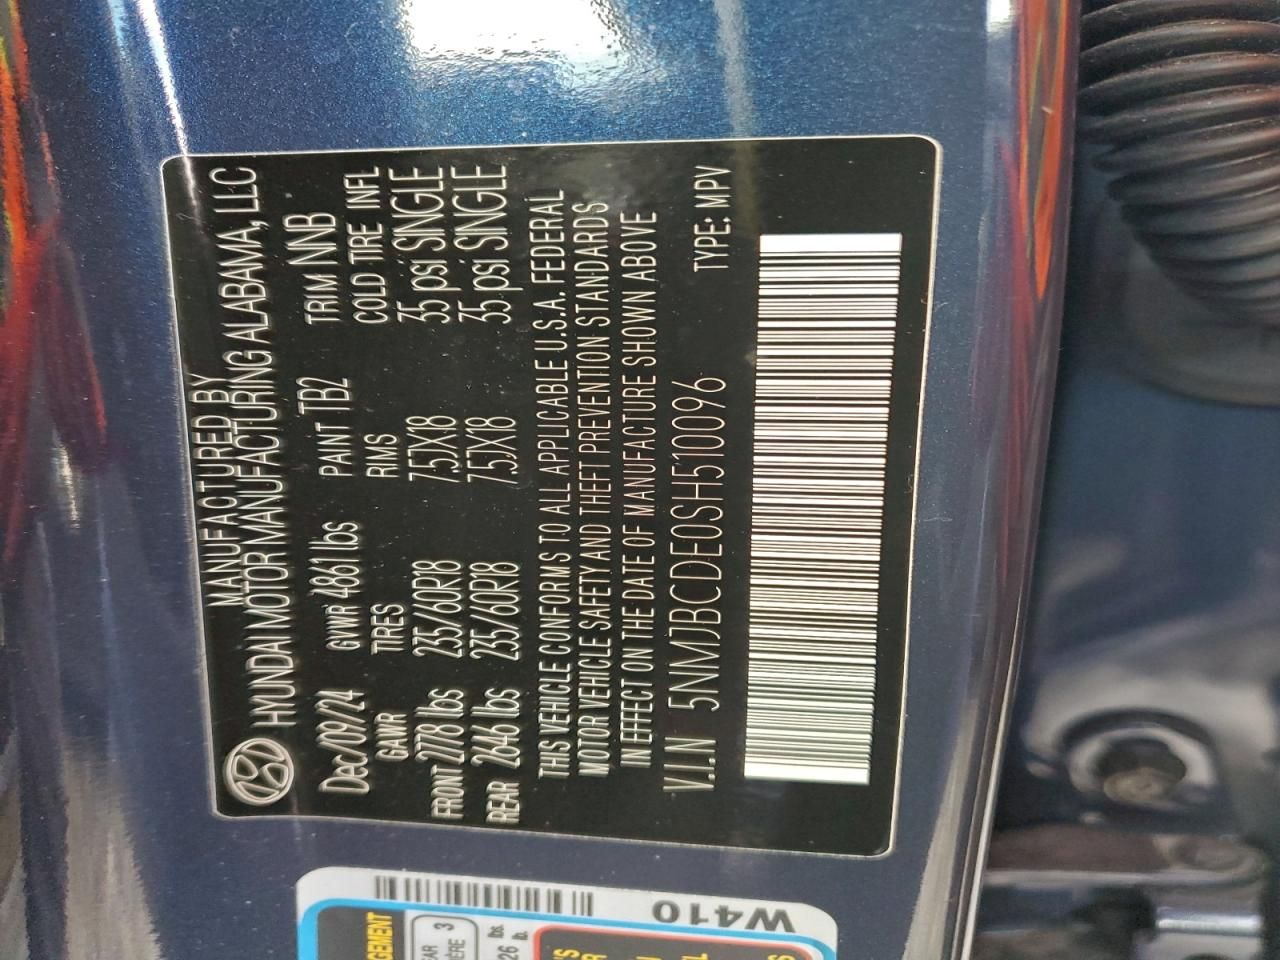 MANUFACTURED BY
HYUNDAI MOTOR MANUFACTURING ALABAMA, LLC
Dec/09/24 GVWR 4861 lbs PAINT TB2 TRIM NNB
GAWR TIRES RIMS COLD TIRE INFL
FRONT 2778 lbs 235/60R18 7.5JX18 35 psi SINGLE
REAR 2646 lbs 235/60R18 7.5JX18 35 psi SINGLE
THIS VEHICLE CONFORMS TO ALL APPLICABLE U.S.A. FEDERAL
MOTOR VEHICLE SAFETY AND THEFT PREVENTION STANDARDS
IN EFFECT ON THE DATE OF MANUFACTURE SHOWN ABOVE
V.I.N 5NMJBCDE0SH510096 TYPE: MPV
W410
3
26